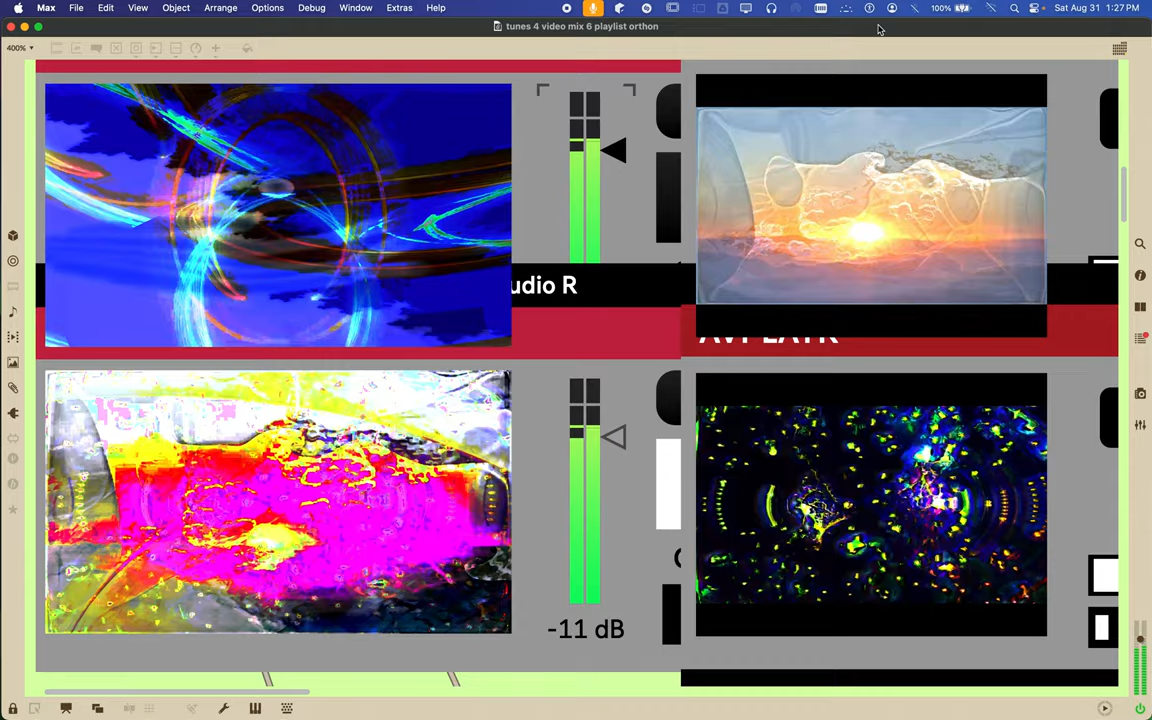 Max File Edit View Object Arrange Options Debug Window Extras Help 100% Sat Aug 31 1:27 PM
tunes 4 video mix 6 playlist orthon
400%
udio R
-11 dB